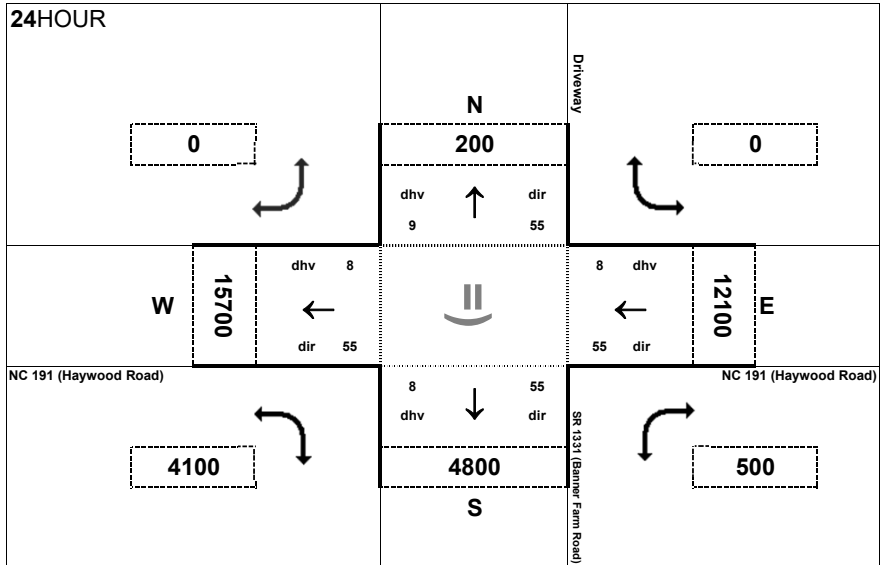 24HOUR
Driveway
N
0
200
0
dhv
dir
9
55
dhv 8
8 dhv
W
15700
12100
E
dir 55
55 dir
NC 191 (Haywood Road)
NC 191 (Haywood Road)
8
55
dhv
dir
SR 1331 (Banner Farm Road)
4100
4800
500
S